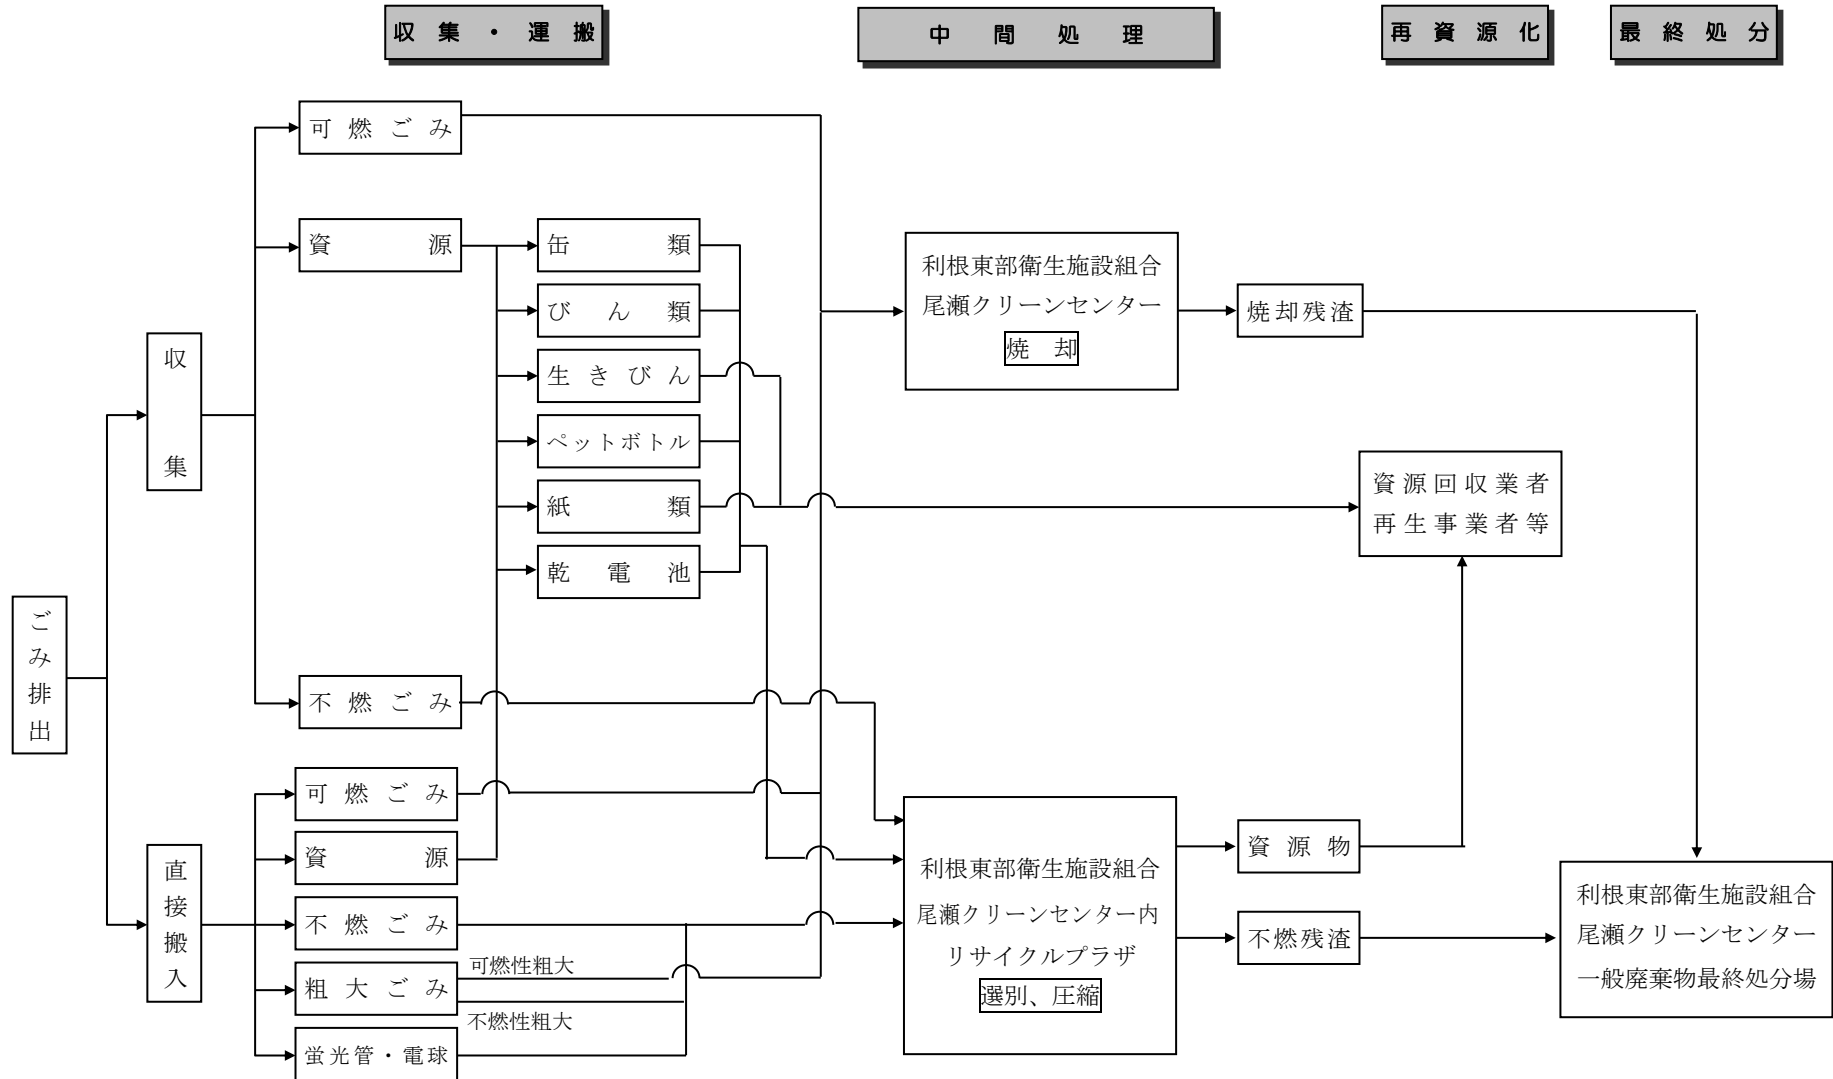 収集・運搬
中間処理
再資源化
最終処分
ごみ排出
収集
直接搬入
可燃ごみ
資源
不燃ごみ
缶類
びん類
生きびん
ペットボトル
紙類
乾電池
可燃ごみ
資源
不燃ごみ
粗大ごみ
可燃性粗大
不燃性粗大
蛍光管・電球
利根東部衛生施設組合
尾瀬クリーンセンター
焼却
焼却残渣
資源回収業者
再生事業者等
利根東部衛生施設組合
尾瀬クリーンセンター内
リサイクルプラザ
選別、圧縮
資源物
不燃残渣
利根東部衛生施設組合
尾瀬クリーンセンター
一般廃棄物最終処分場